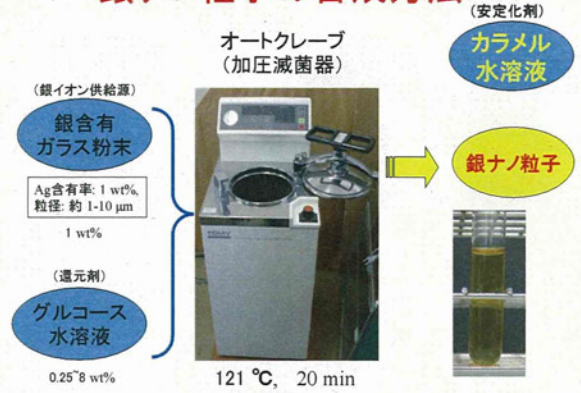 (安定化剤)
カラメル
水溶液
オートクレーブ
(加圧滅菌器)
(銀イオン供給源)
銀含有
ガラス粉末
Ag含有率: 1 wt%,
粒径: 約 1-10 μm
1 wt%
(還元剤)
グルコース
水溶液
0.25~8 wt%
121 ℃, 20 min
銀ナノ粒子
TOMY